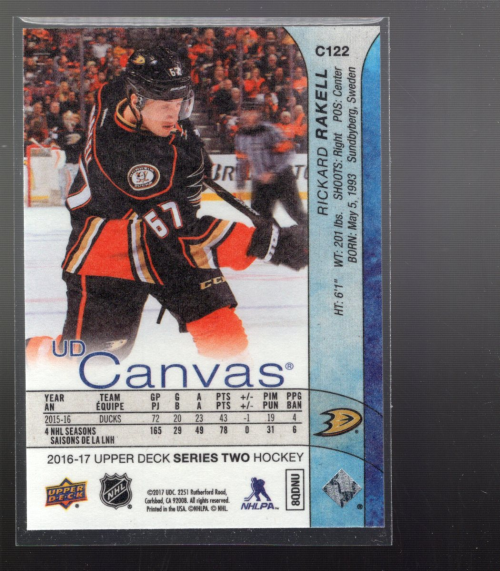 C122
RICKARD RAKELL
HT: 6'1" WT: 201 lbs. SHOOTS: Right POS: Center
BORN: May 5, 1993 Sundbyberg, Sweden
67
67
CCM
UD
Canvas®
YEAR TEAM GP G A PTS +/- PIM PPG
AN ÉQUIPE PJ B A PTS +/- PUN BAN
2015-16 DUCKS 72 20 23 43 -1 19 4
4 NHL SEASONS 165 29 49 78 0 31 6
SAISONS DE LA LNH
2016-17 UPPER DECK SERIES TWO HOCKEY
UPPER DECK
NHL
©2017 UDC. 2251 Rutherford Road,
Carlsbad, CA 92008. All rights reserved.
Printed in the USA. ©NHLPA. © NHL.
NHLPA
8QDNU